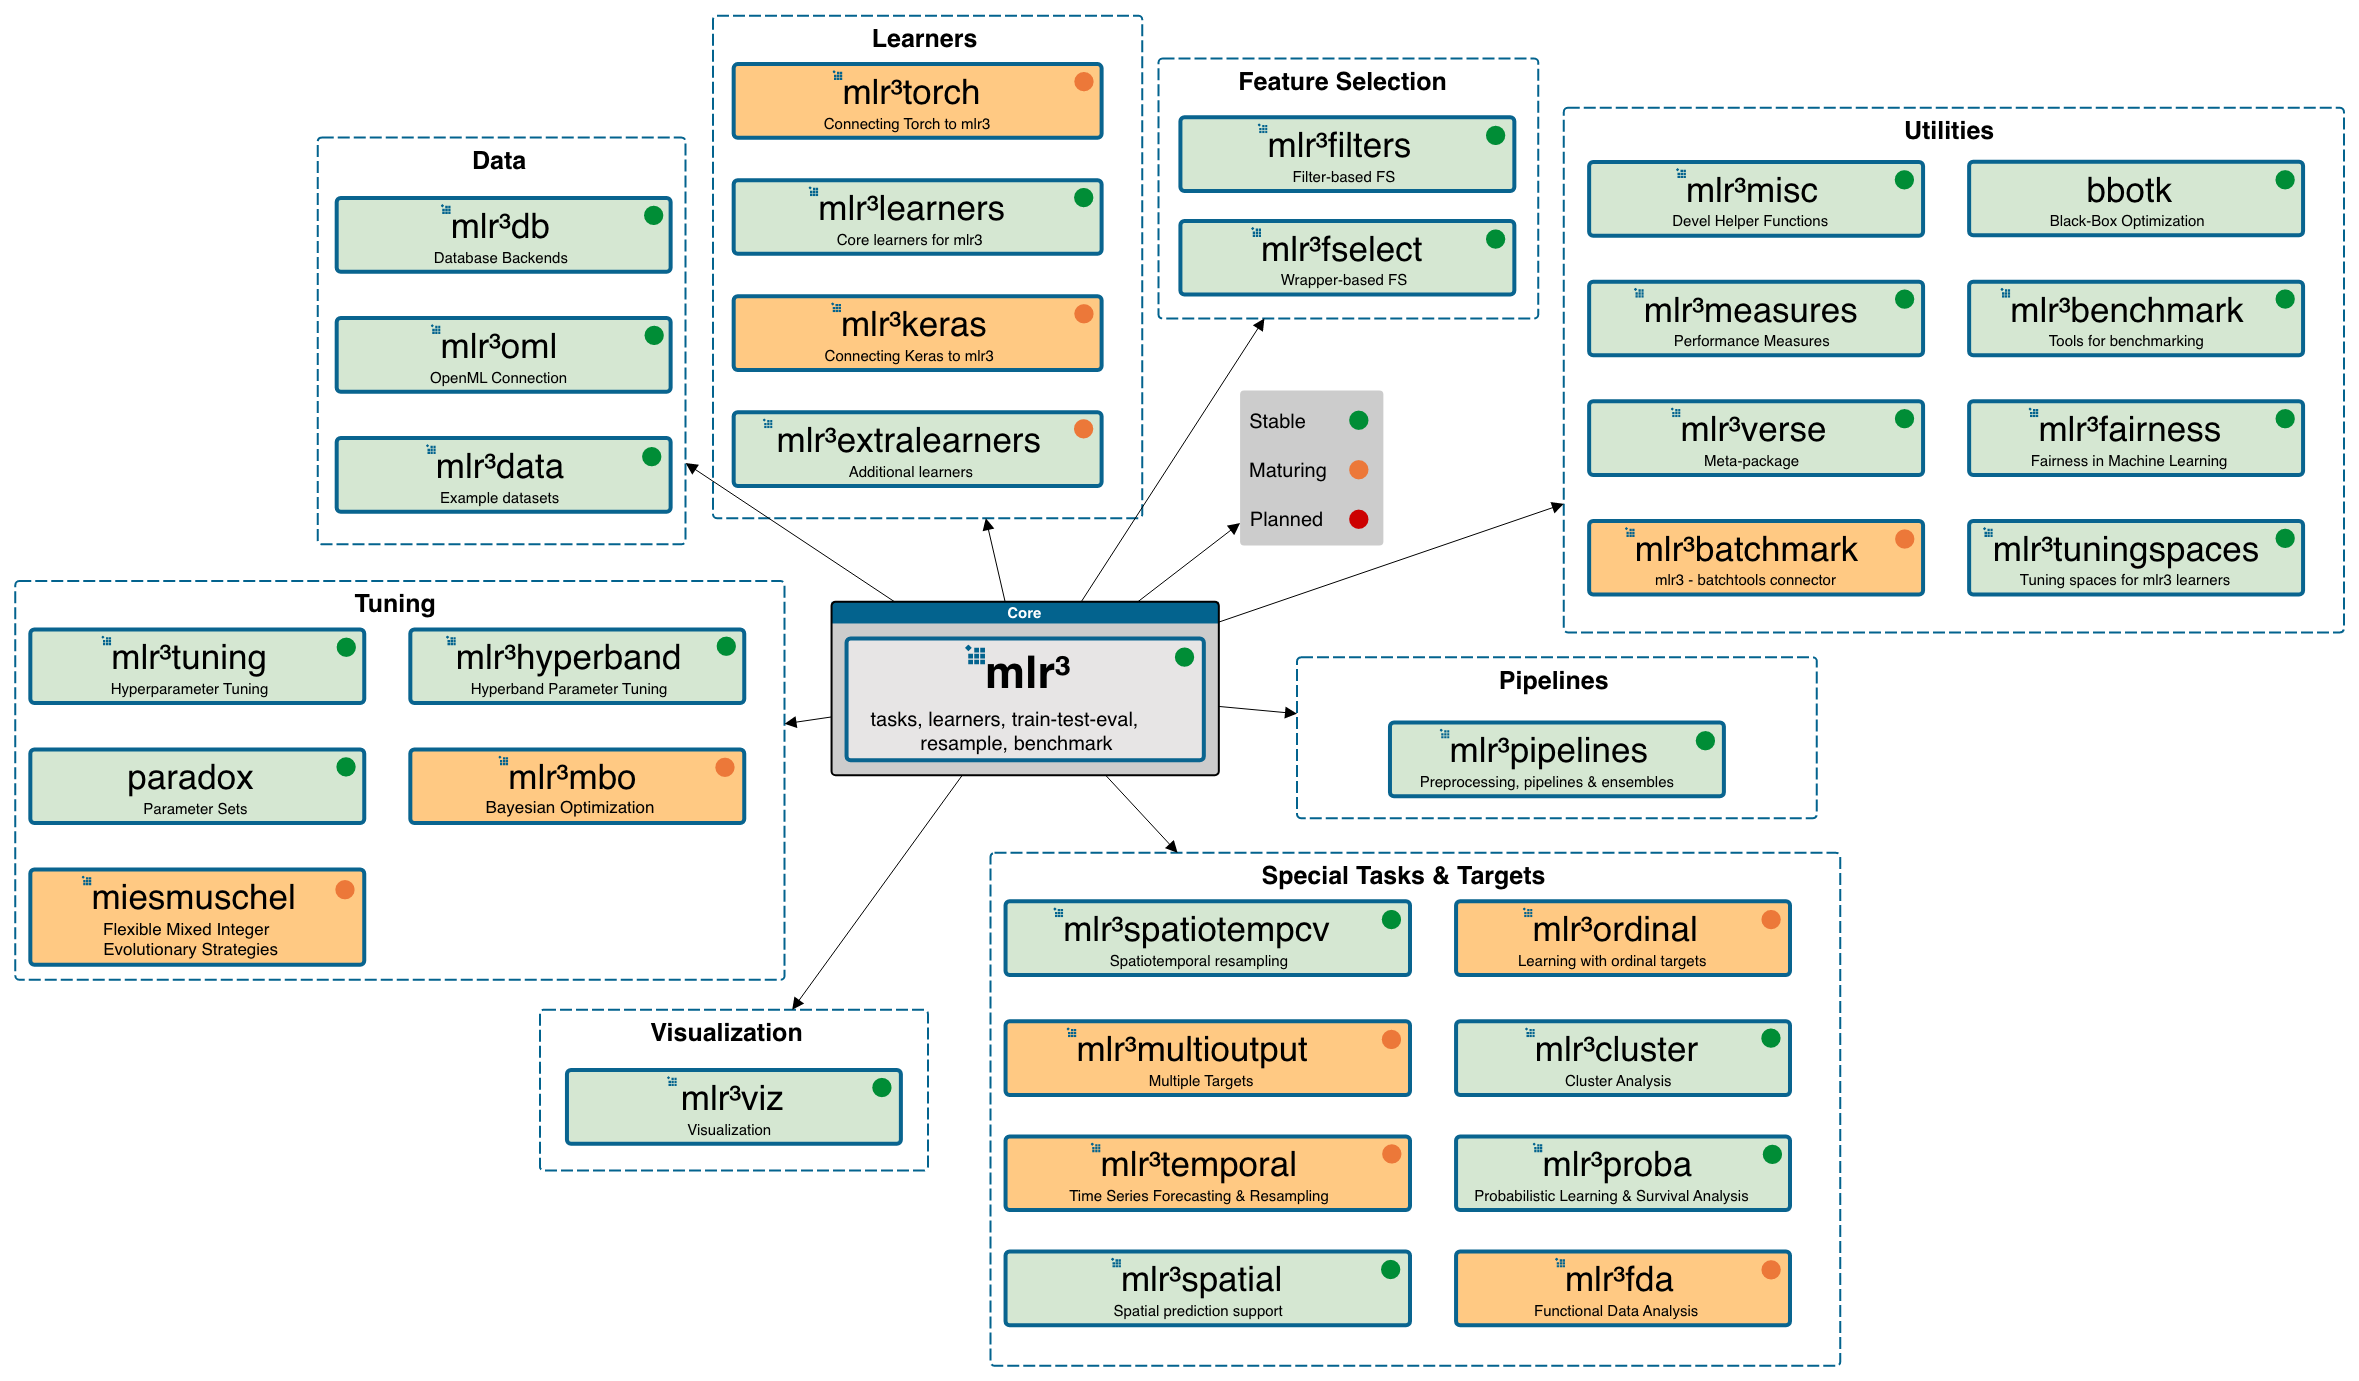 Learners
mlr³torch
Connecting Torch to mlr3
mlr³learners
Core learners for mlr3
mlr³keras
Connecting Keras to mlr3
mlr³extralearners
Additional learners
Feature Selection
mlr³filters
Filter-based FS
mlr³fselect
Wrapper-based FS
Utilities
mlr³misc
Devel Helper Functions
bbotk
Black-Box Optimization
mlr³measures
Performance Measures
mlr³benchmark
Tools for benchmarking
mlr³verse
Meta-package
mlr³fairness
Fairness in Machine Learning
mlr³batchmark
mlr3 - batchtools connector
mlr³tuningspaces
Tuning spaces for mlr3 learners
Data
mlr³db
Database Backends
mlr³oml
OpenML Connection
mlr³data
Example datasets
Stable
Maturing
Planned
Tuning
mlr³tuning
Hyperparameter Tuning
mlr³hyperband
Hyperband Parameter Tuning
paradox
Parameter Sets
mlr³mbo
Bayesian Optimization
miesmuschel
Flexible Mixed Integer
Evolutionary Strategies
Core
mlr³
tasks, learners, train-test-eval,
resample, benchmark
Pipelines
mlr³pipelines
Preprocessing, pipelines & ensembles
Special Tasks & Targets
mlr³spatiotempcv
Spatiotemporal resampling
mlr³ordinal
Learning with ordinal targets
mlr³multioutput
Multiple Targets
mlr³cluster
Cluster Analysis
mlr³temporal
Time Series Forecasting & Resampling
mlr³proba
Probabilistic Learning & Survival Analysis
mlr³spatial
Spatial prediction support
mlr³fda
Functional Data Analysis
Visualization
mlr³viz
Visualization